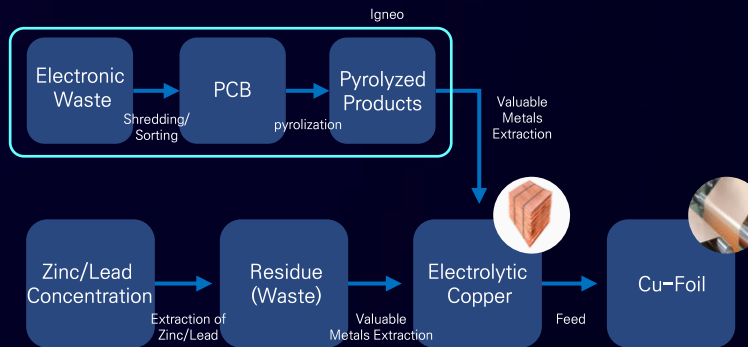 Igneo
Electronic
Waste
Shredding/
Sorting
PCB
pyrolization
Pyrolyzed
Products
Valuable
Metals
Extraction
Zinc/Lead
Concentration
Extraction of
Zinc/Lead
Residue
(Waste)
Valuable
Metals Extraction
Electrolytic
Copper
Feed
Cu-Foil